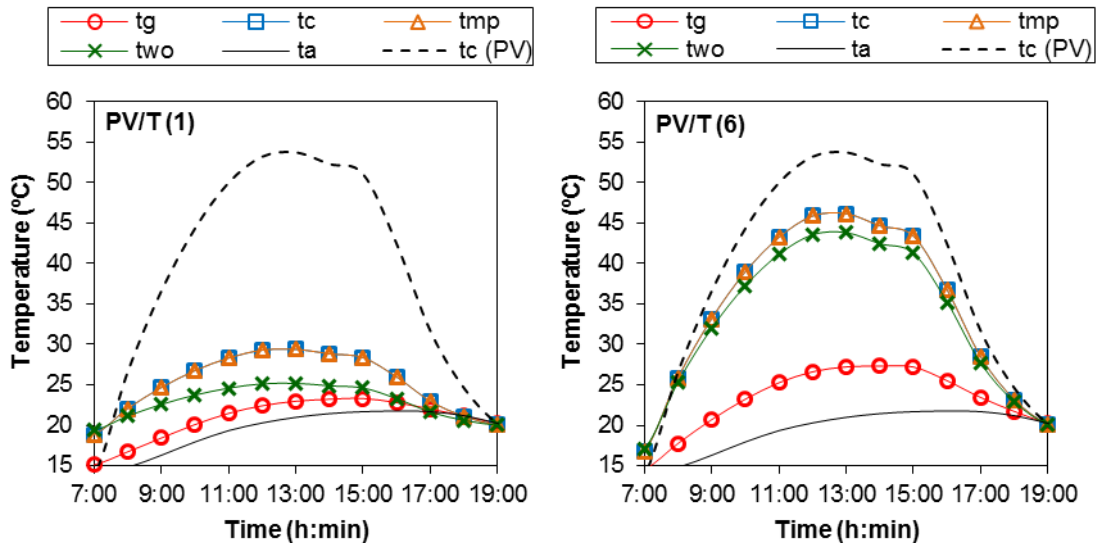 tg tc tmp
two ta tc (PV)
PV/T (1)
Temperature (ºC)
60
55
50
45
40
35
30
25
20
15
7:00 9:00 11:00 13:00 15:00 17:00 19:00
Time (h:min)
tg tc tmp
two ta tc (PV)
PV/T (6)
Temperature (ºC)
60
55
50
45
40
35
30
25
20
15
7:00 9:00 11:00 13:00 15:00 17:00 19:00
Time (h:min)